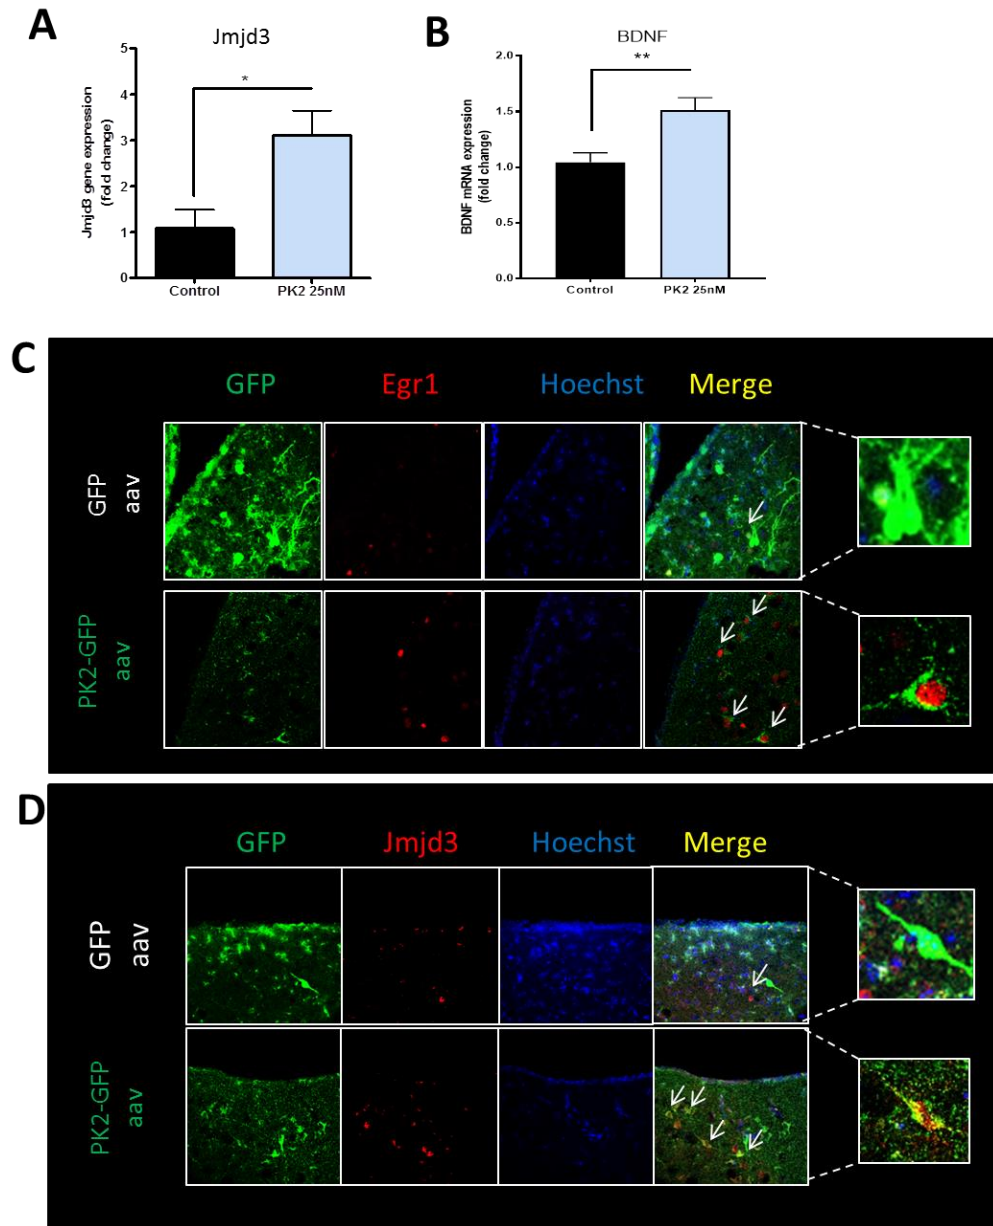 A
Jmjd3
5
4
3
2
1
0
*
Jmjd3 gene expression
(fold change)
Control
PK2 25nM
B
BDNF
2.0
1.5
1.0
0.5
0.0
**
BDNF mRNA expression
(fold change)
Control
PK2 25nM
C
GFP
Egr1
Hoechst
Merge
GFP
aav
PK2-GFP
aav
D
GFP
Jmjd3
Hoechst
Merge
GFP
aav
PK2-GFP
aav